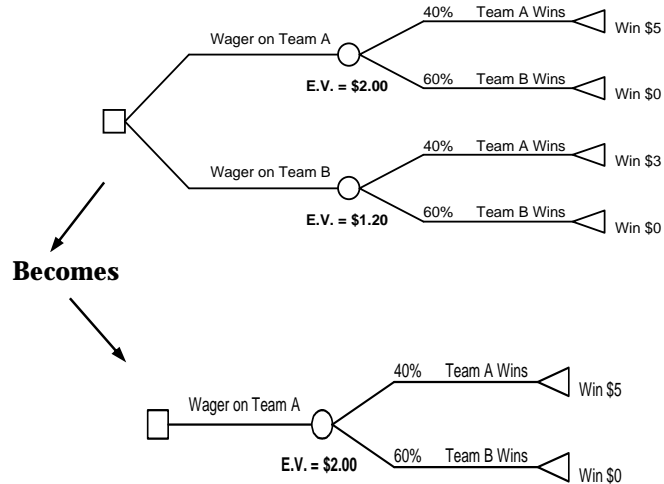 40% Team A Wins
Win $5
Wager on Team A
E.V. = $2.00
60% Team B Wins
Win $0
40% Team A Wins
Win $3
Wager on Team B
E.V. = $1.20
60% Team B Wins
Win $0
Becomes
40% Team A Wins
Win $5
Wager on Team A
E.V. = $2.00
60% Team B Wins
Win $0